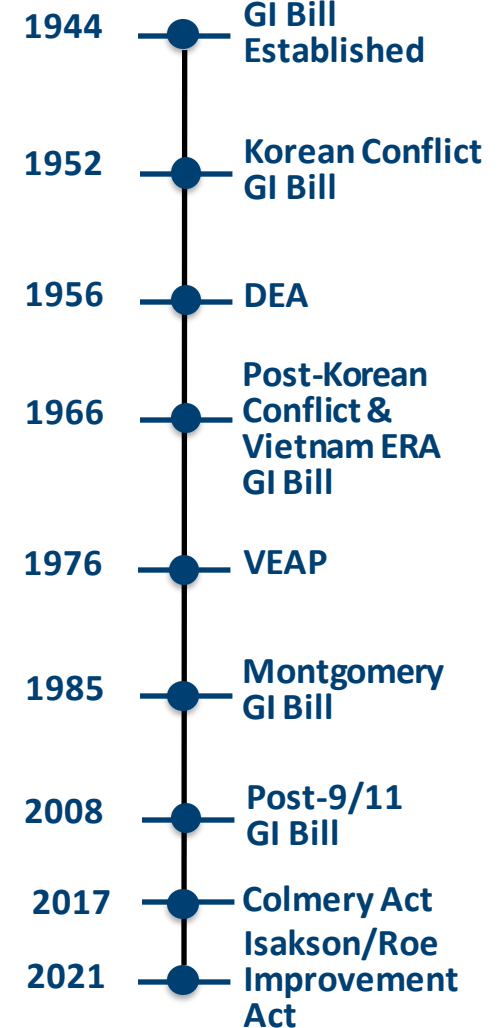 1944
GI Bill
Established
1952
Korean Conflict
GI Bill
1956
DEA
1966
Post-Korean
Conflict &
Vietnam ERA
GI Bill
1976
VEAP
1985
Montgomery
GI Bill
2008
Post-9/11
GI Bill
2017
Colmery Act
2021
Isakson/Roe
Improvement
Act